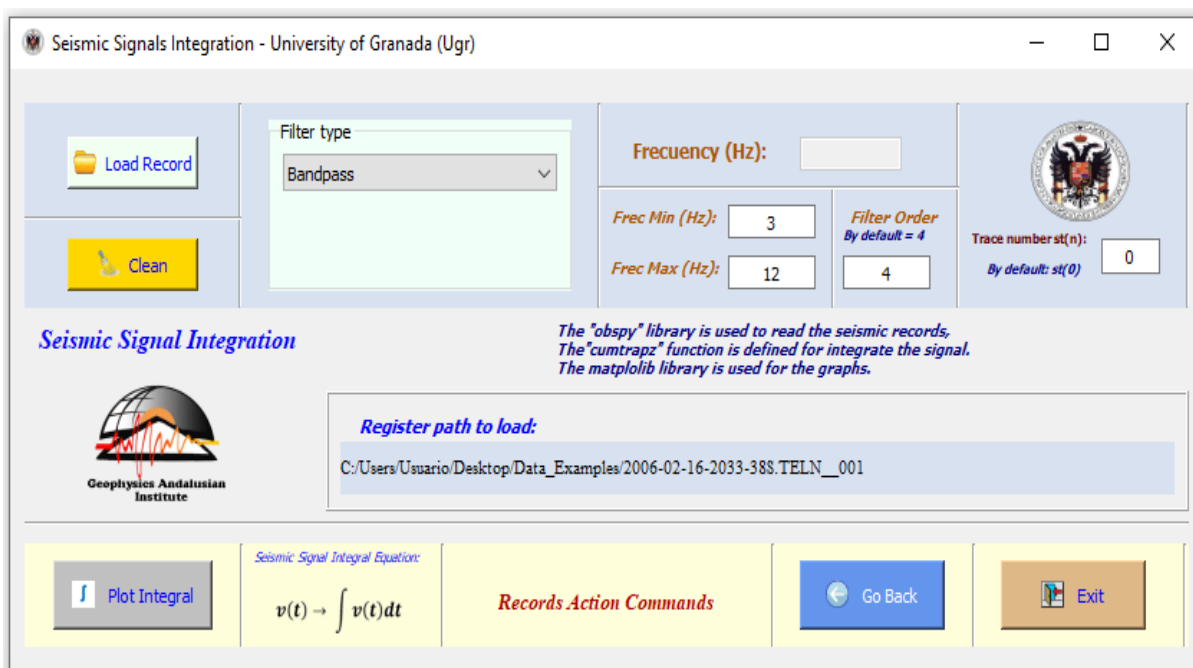 Seismic Signals Integration - University of Granada (Ugr)
Load Record
Clean
Filter type
Bandpass
Frecuency (Hz):
Frec Min (Hz): 3
Frec Max (Hz): 12
Filter Order
By default = 4
4
Trace number st(n):
By default: st(0)
0
Seismic Signal Integration
The "obspy" library is used to read the seismic records,
The"cumtrapz" function is defined for integrate the signal.
The matplolib library is used for the graphs.
Geophysics Andalusian
Institute
Register path to load:
C:/Users/Usuario/Desktop/Data_Examples/2006-02-16-2033-38S.TELN__001
Plot Integral
Seismic Signal Integral Equation:
v(t) → ∫ v(t)dt
Records Action Commands
Go Back
Exit